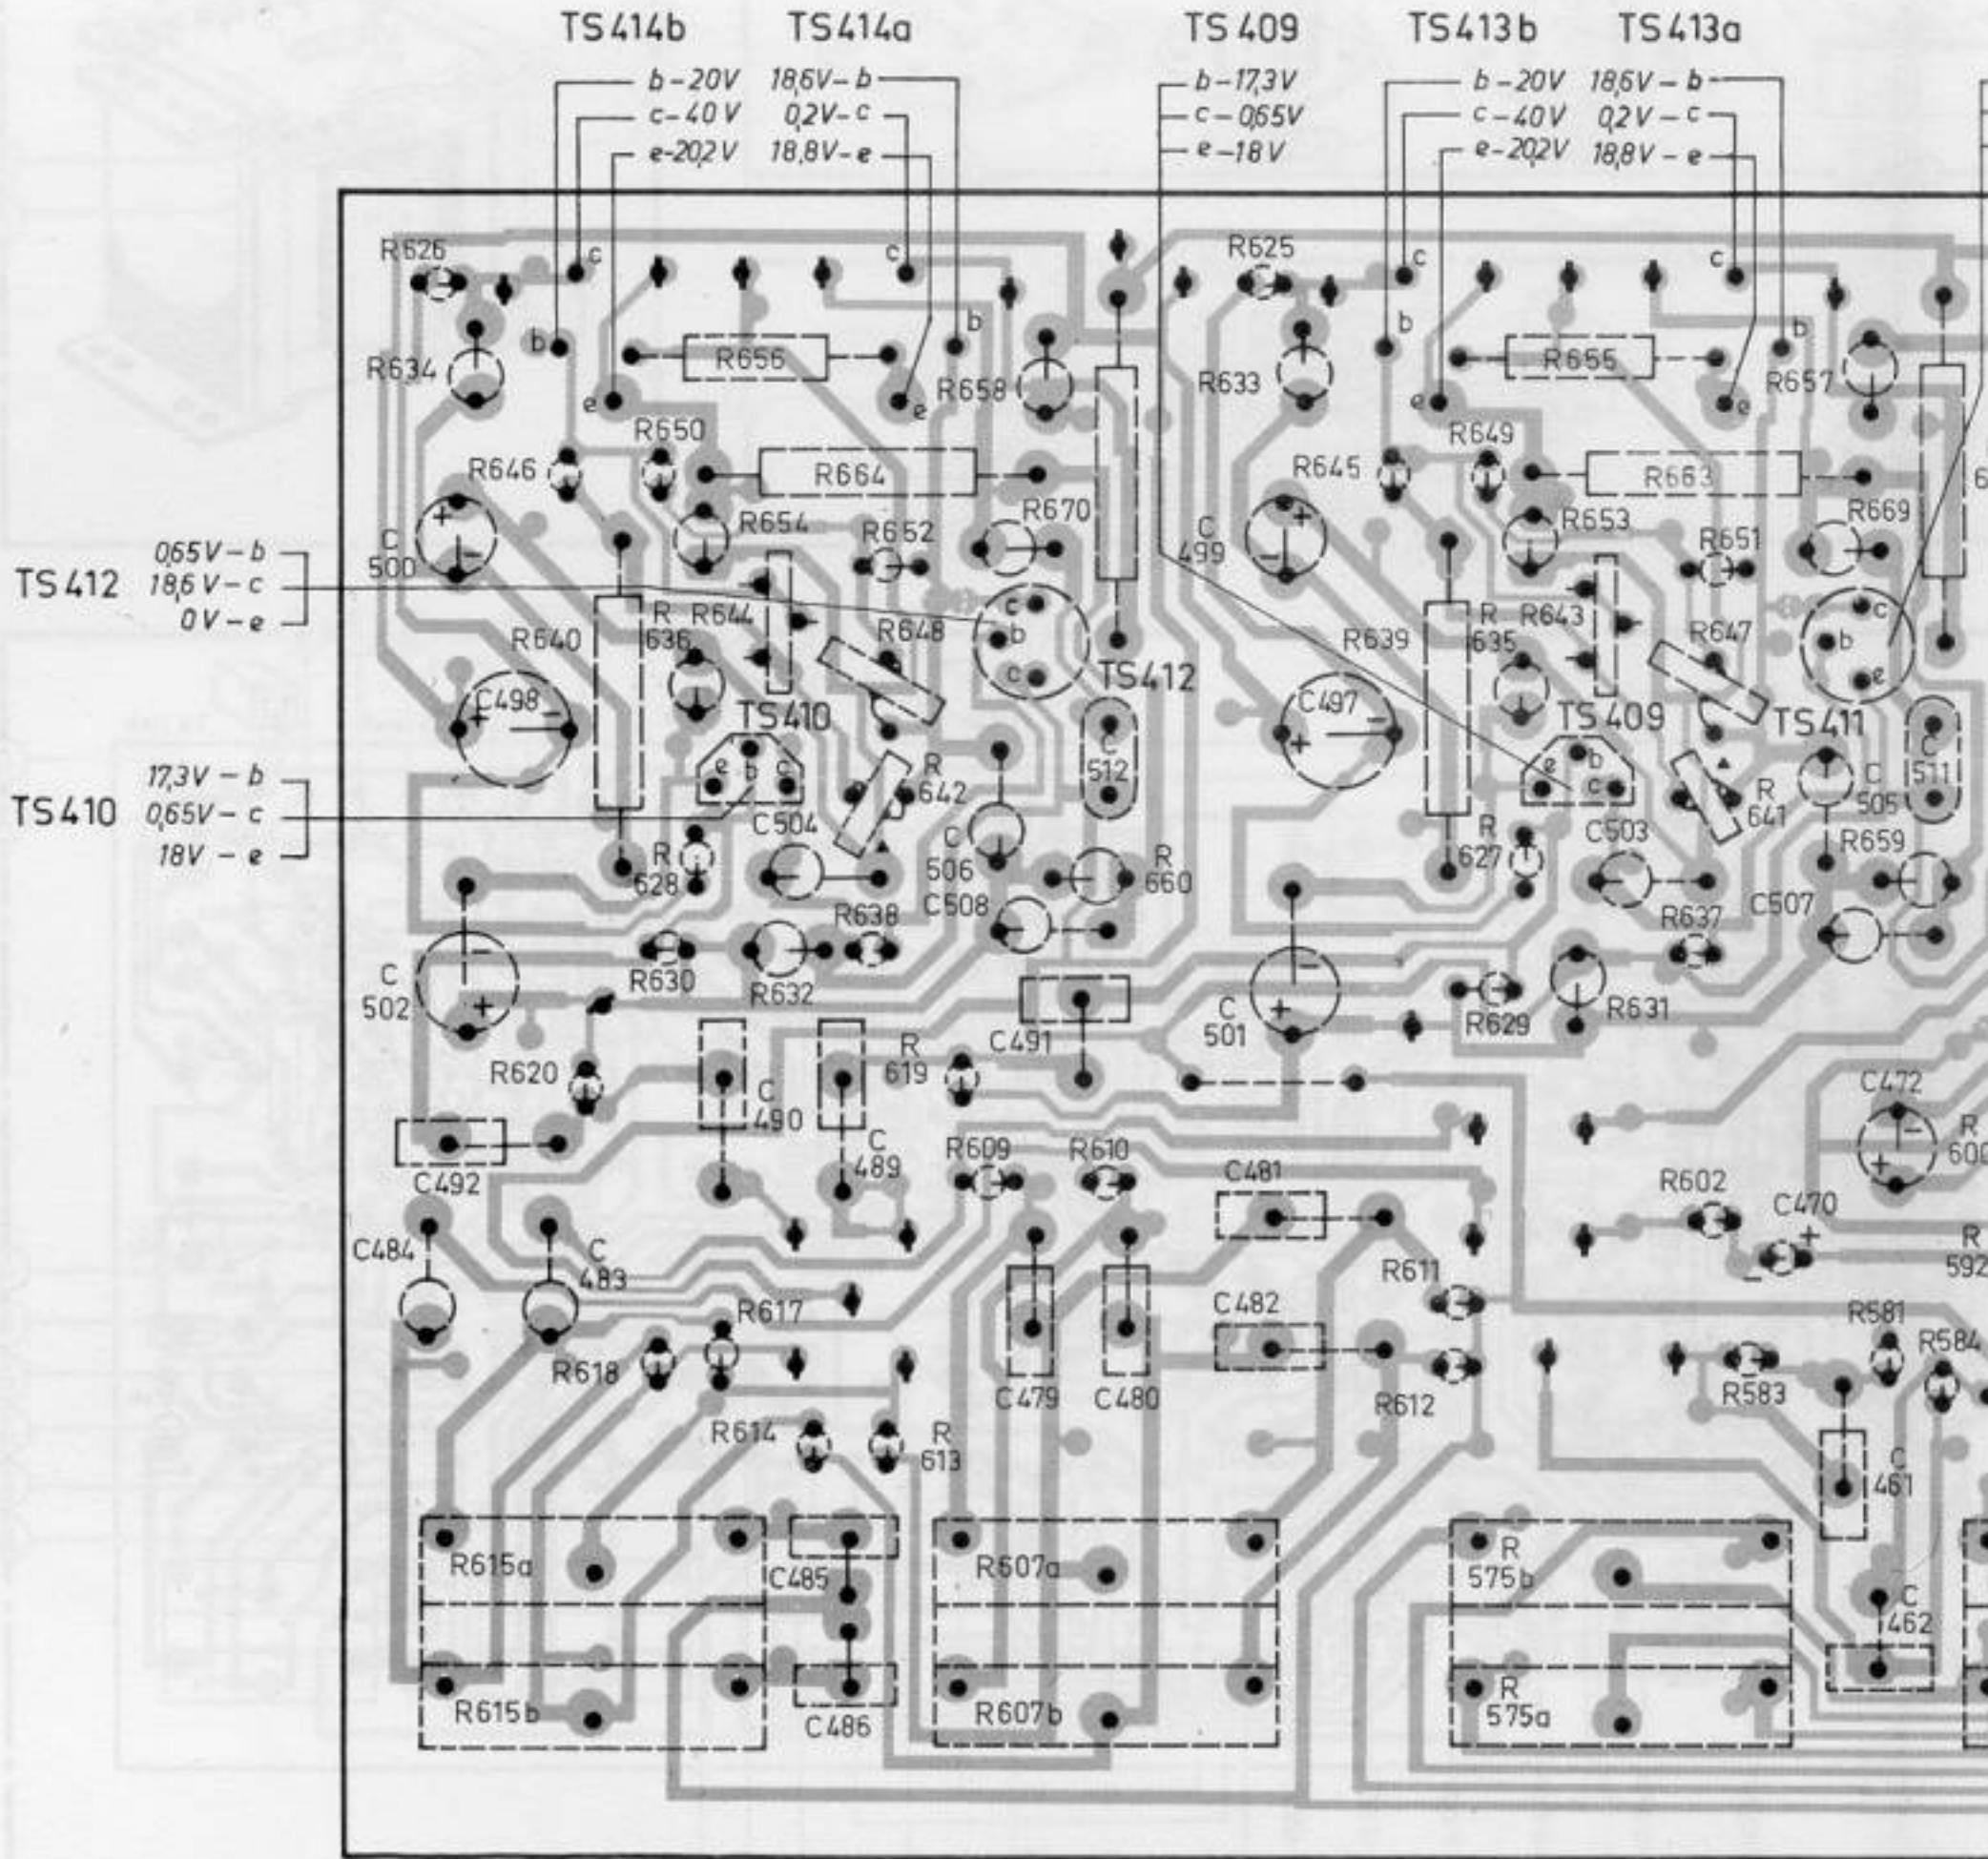 TS414b TS414a TS409 TS413b TS413a
b-20V 18,6V-b b-17,3V b-20V 18,6V-b
c-40V 0,2V-c c-0,65V c-40V 0,2V-c
e-20,2V 18,8V-e e-18V e-20,2V 18,8V-e
R626 c c R625 c c
b b b b
R634 R656 R658 R633 R655 R657
e e e e
R650 R649
R646 R664 R645 R663 6
R654 R652 R670 R653 R651 R669
+ +
C 500 C 499
- -
TS412
0,65V-b
18,6V-c
0V-e
R640 R 636 R644 R648 c b c R639 R 635 R643 R647 c b e
TS412
C498 + - TS410 C497 + - TS409 TS411
e b c C 512 e b c C 505 C 511
R 642 R 641
TS410
17,3V-b
0,65V-c
18V-e
C504 C 506 R 627 C503 R659
R 628 R 660
R638 C508 R637 C507
C 502 - + R630 R632 C 501 - + R629 R631
C491
R620 R 619 C472
C 490 - + R 600
C492 C 489 R609 R610 C481 R602 C470 +
-
C484 C 483 R611 R 592
R617 C482 R581
R618 R584
C479 C480 R612 R583
R614 R 613 C 461
R615a C485 R607a R 575b
C 462
R615b C486 R607b R 575a